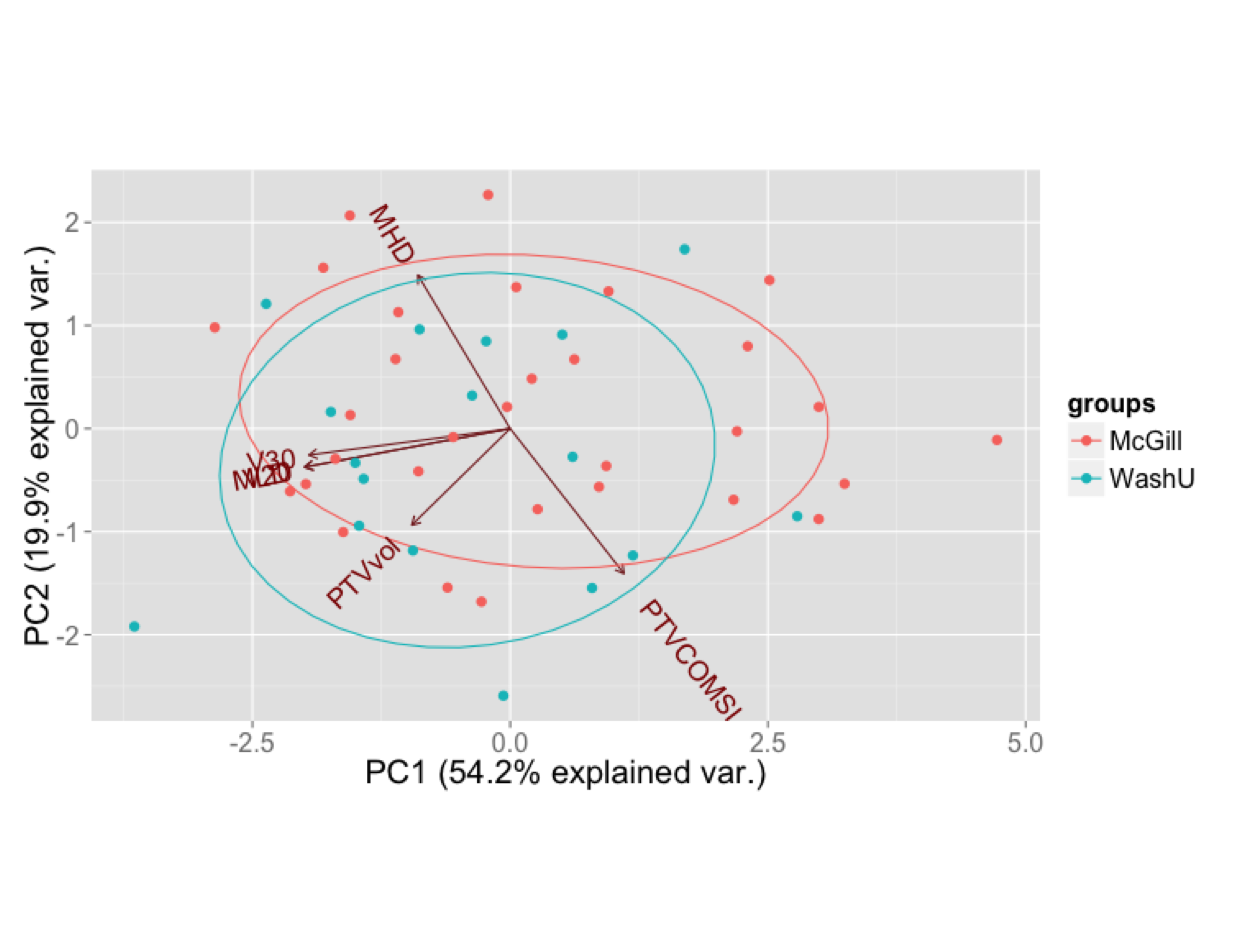 MHD
V30
PTVvol
PTVCOMSI
2
1
0
-1
-2
-2.5
0.0
2.5
5.0
PC1 (54.2% explained var.)
PC2 (19.9% explained var.)
groups
McGill
WashU